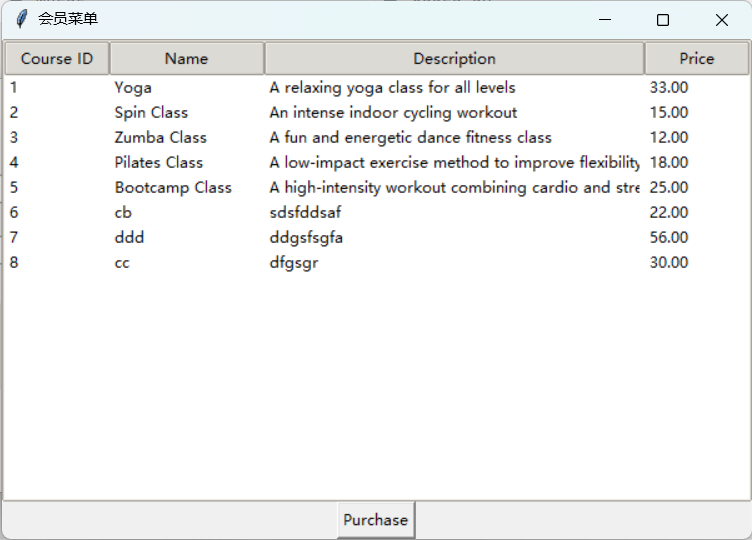 会员菜单
Course ID Name Description Price
1 Yoga A relaxing yoga class for all levels 33.00
2 Spin Class An intense indoor cycling workout 15.00
3 Zumba Class A fun and energetic dance fitness class 12.00
4 Pilates Class A low-impact exercise method to improve flexibility 18.00
5 Bootcamp Class A high-intensity workout combining cardio and stre 25.00
6 cb sdsfddsaf 22.00
7 ddd ddgsfsgfa 56.00
8 cc dfgsgr 30.00
Purchase